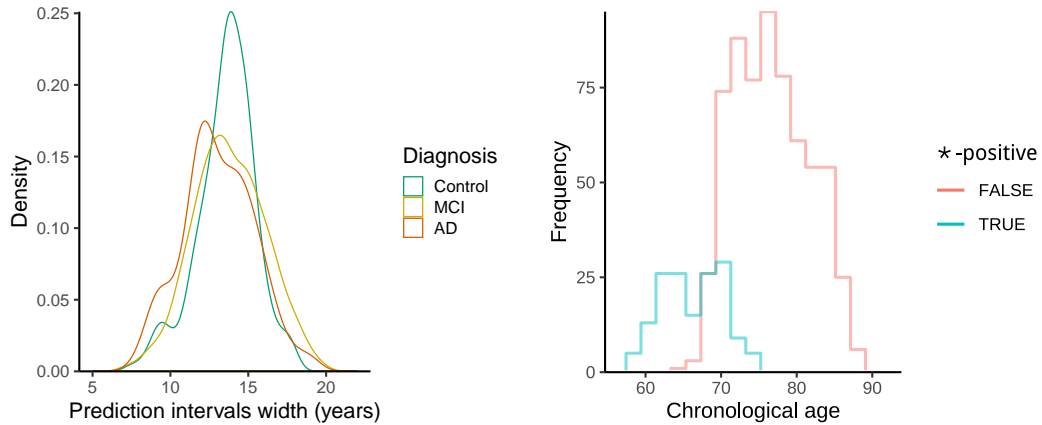 0.25
0.20
0.15
0.10
0.05
0.00
Density
5
10
15
20
Prediction intervals width (years)
Diagnosis
Control
MCI
AD
75
50
25
0
Frequency
60
70
80
90
Chronological age
*-positive
FALSE
TRUE